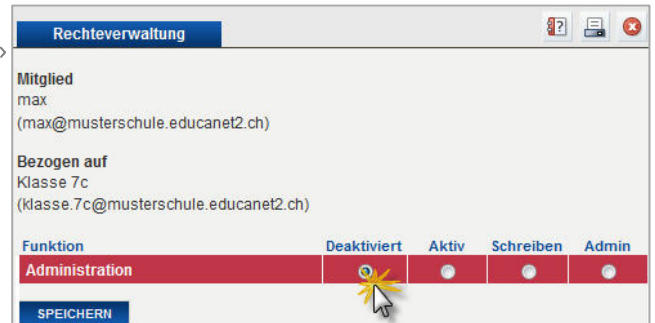 Rechteverwaltung
Mitglied
max
(max@musterschule.educanet2.ch)
Bezogen auf
Klasse 7c
(klasse.7c@musterschule.educanet2.ch)
Funktion Deaktiviert Aktiv Schreiben Admin
Administration
SPEICHERN